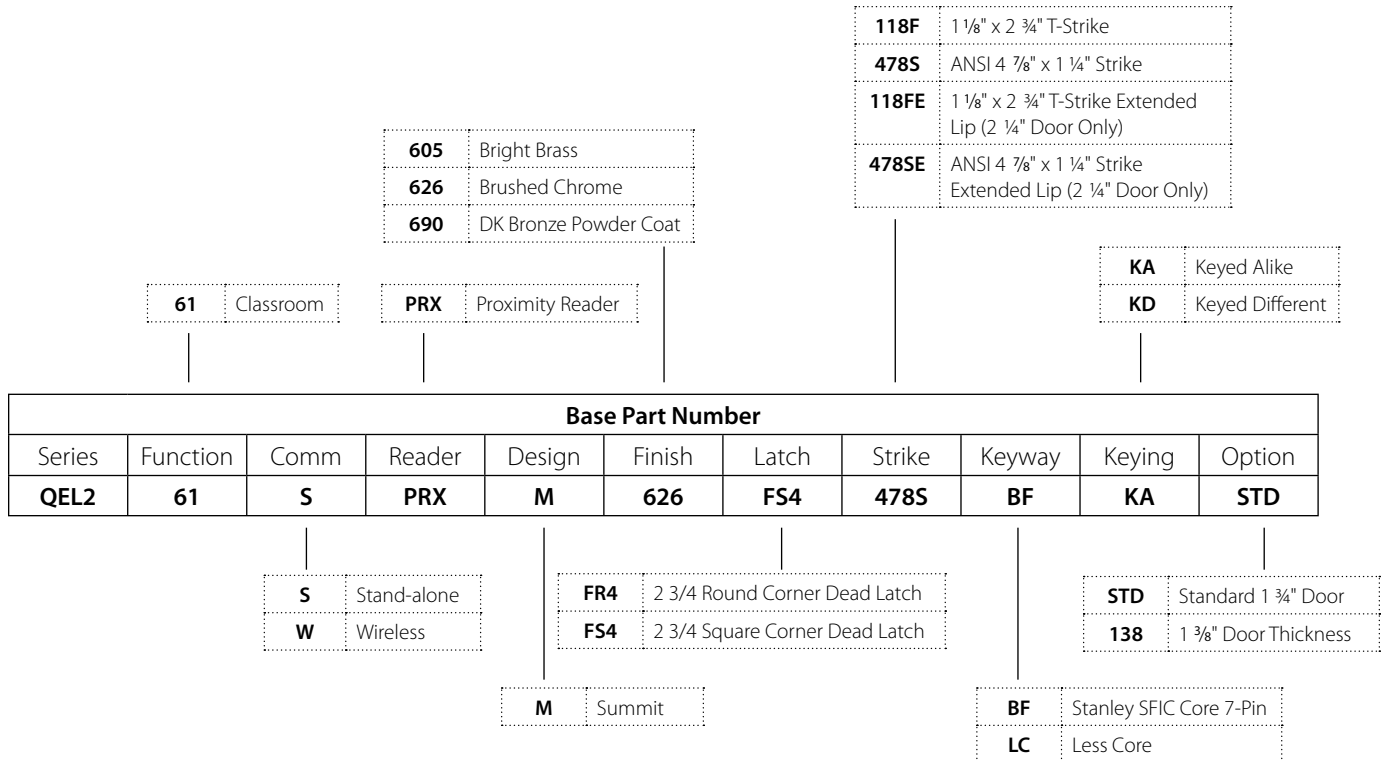 118F 1 ⅛" x 2 ¾" T-Strike
478S ANSI 4 ⅞" x 1 ¼" Strike
118FE 1 ⅛" x 2 ¾" T-Strike Extended
Lip (2 ¼" Door Only)
478SE ANSI 4 ⅞" x 1 ¼" Strike
Extended Lip (2 ¼" Door Only)
605 Bright Brass
626 Brushed Chrome
690 DK Bronze Powder Coat
KA Keyed Alike
KD Keyed Different
61 Classroom
PRX Proximity Reader
Base Part Number
Series Function Comm Reader Design Finish Latch Strike Keyway Keying Option
QEL2 61 S PRX M 626 FS4 478S BF KA STD
S Stand-alone
W Wireless
FR4 2 3/4 Round Corner Dead Latch
FS4 2 3/4 Square Corner Dead Latch
STD Standard 1 ¾" Door
138 1 ⅜" Door Thickness
M Summit
BF Stanley SFIC Core 7-Pin
LC Less Core